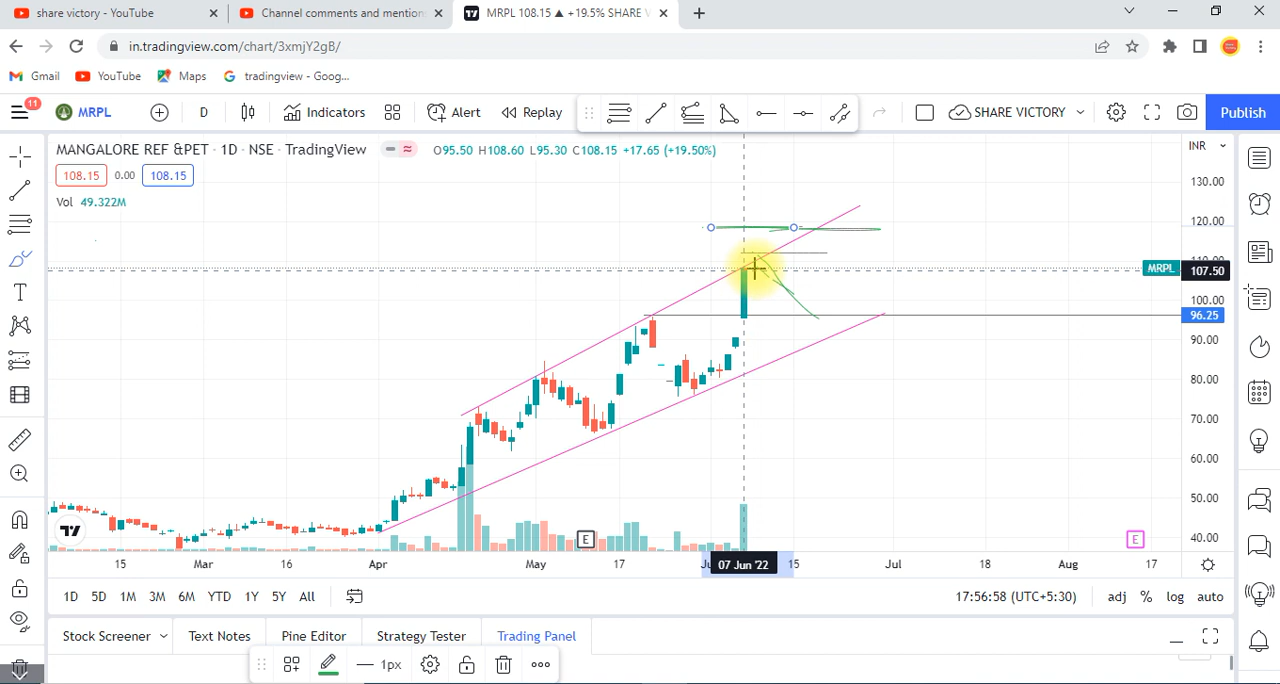 share victory - YouTube
Channel comments and mention
MRPL 108.15 ▲ +19.5% SHARE V
in.tradingview.com/chart/3xmjY2gB/
Gmail YouTube Maps tradingview - Goog...
11 MRPL D Indicators Alert Replay SHARE VICTORY Publish
MANGALORE REF &PET · 1D · NSE · TradingView O95.50 H108.60 L95.30 C108.15 +17.65 (+19.50%) INR
108.15 0.00 108.15
Vol 49.322M
130.00
120.00
110.00
MRPL 107.50
100.00
96.25
90.00
80.00
70.00
60.00
50.00
40.00
E E
15 Mar 16 Apr May 17 07 Jun '22 15 Jul 18 Aug 17
1D 5D 1M 3M 6M YTD 1Y 5Y All 17:56:58 (UTC+5:30) adj % log auto
Stock Screener Text Notes Pine Editor Strategy Tester Trading Panel
1px